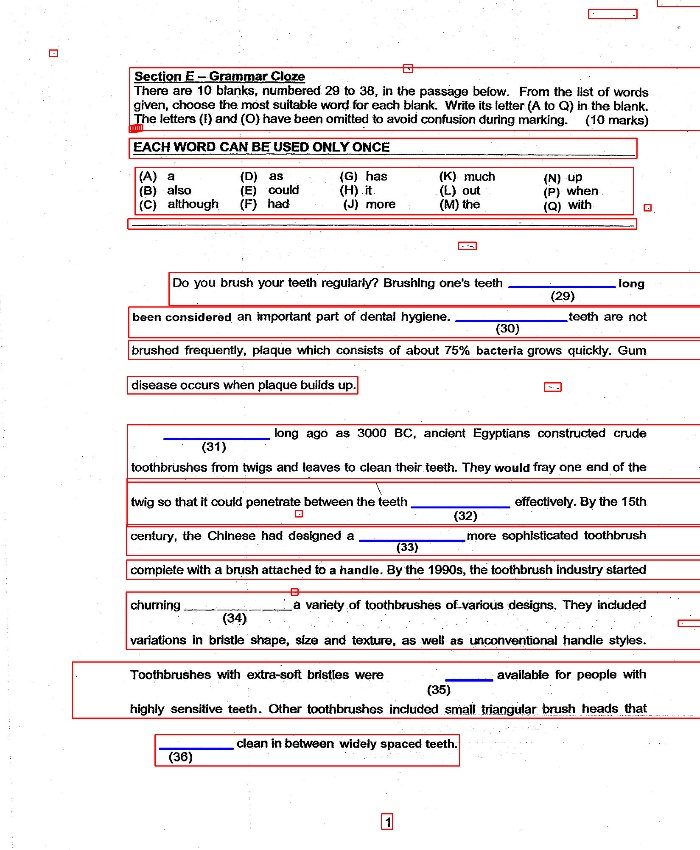 Section E – Grammar Cloze
There are 10 blanks, numbered 29 to 38, in the passage below. From the list of words
given, choose the most suitable word for each blank. Write its letter (A to Q) in the blank.
The letters (I) and (O) have been omitted to avoid confusion during marking. (10 marks)
EACH WORD CAN BE USED ONLY ONCE
(A) a (D) as (G) has (K) much (N) up
(B) also (E) could (H) it (L) out (P) when
(C) although (F) had (J) more (M) the (Q) with
Do you brush your teeth regularly? Brushing one's teeth ________ long
(29)
been considered an important part of dental hygiene. ________ teeth are not
(30)
brushed frequently, plaque which consists of about 75% bacteria grows quickly. Gum
disease occurs when plaque builds up.
________ long ago as 3000 BC, ancient Egyptians constructed crude
(31)
toothbrushes from twigs and leaves to clean their teeth. They would fray one end of the
twig so that it could penetrate between the teeth ________ effectively. By the 15th
(32)
century, the Chinese had designed a ________ more sophisticated toothbrush
(33)
complete with a brush attached to a handle. By the 1990s, the toothbrush industry started
churning ________ a variety of toothbrushes of various designs. They included
(34)
variations in bristle shape, size and texture, as well as unconventional handle styles.
Toothbrushes with extra-soft bristles were ________ available for people with
(35)
highly sensitive teeth. Other toothbrushes included small triangular brush heads that
________ clean in between widely spaced teeth.
(36)
1